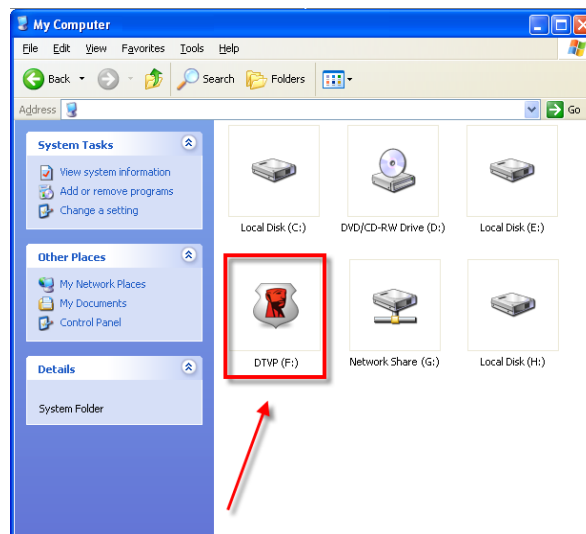 My Computer
File Edit View Favorites Tools Help
Back Search Folders
Address Go
System Tasks
View system information
Add or remove programs
Change a setting
Other Places
My Network Places
My Documents
Control Panel
Details
System Folder
Local Disk (C:) DVD/CD-RW Drive (D:) Local Disk (E:)
DTVP (F:) Network Share (G:) Local Disk (H:)